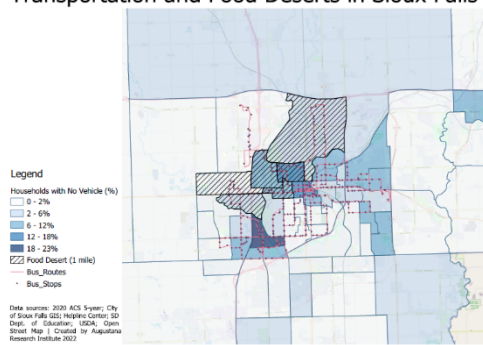 Transportation and Food Deserts in Sioux Falls
Legend
Households with No Vehicle (%)
0 - 2%
2 - 6%
6 - 12%
12 - 18%
18 - 23%
Food Desert (1 mile)
Bus_Routes
Bus_Stops
Data sources: 2020 ACS 5-year; City
of Sioux Falls GIS; Helpline Center; SD
Dept. of Education; USDA; Open
Street Map | Created by Augustana
Research Institute 2022